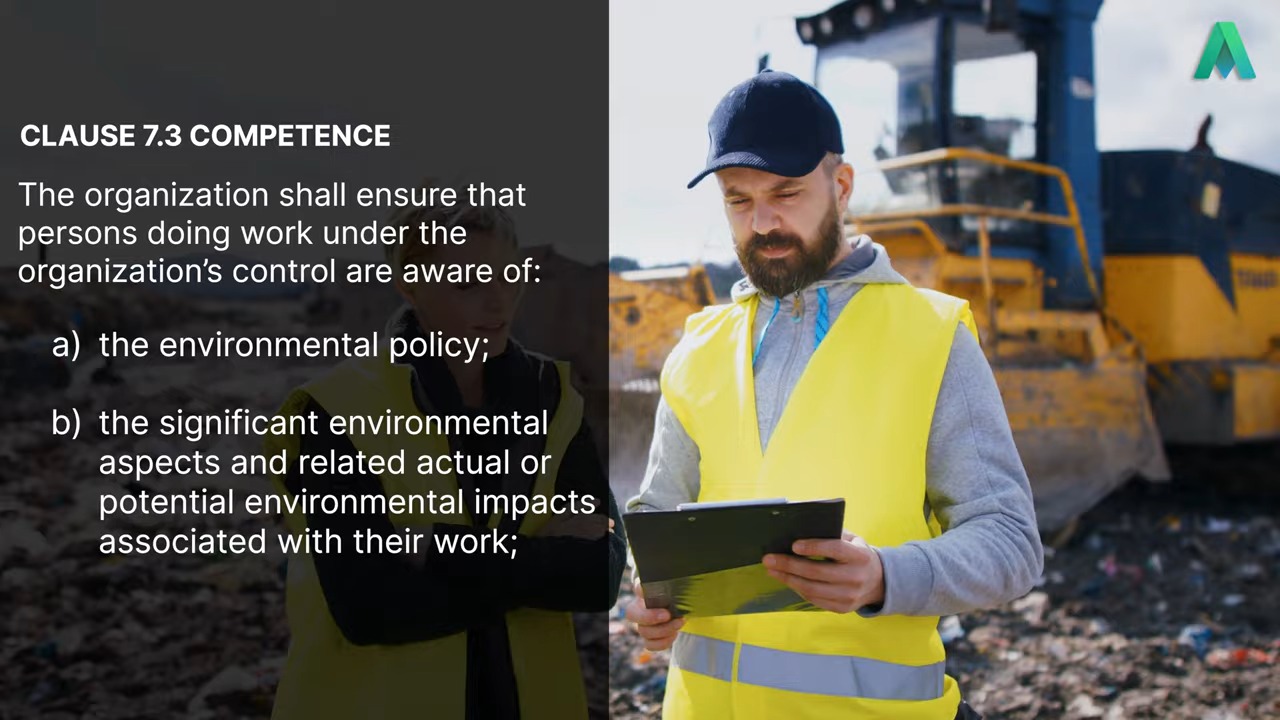 CLAUSE 7.3 COMPETENCE
The organization shall ensure that
persons doing work under the
organization’s control are aware of:
a) the environmental policy;
b) the significant environmental
aspects and related actual or
potential environmental impacts
associated with their work;